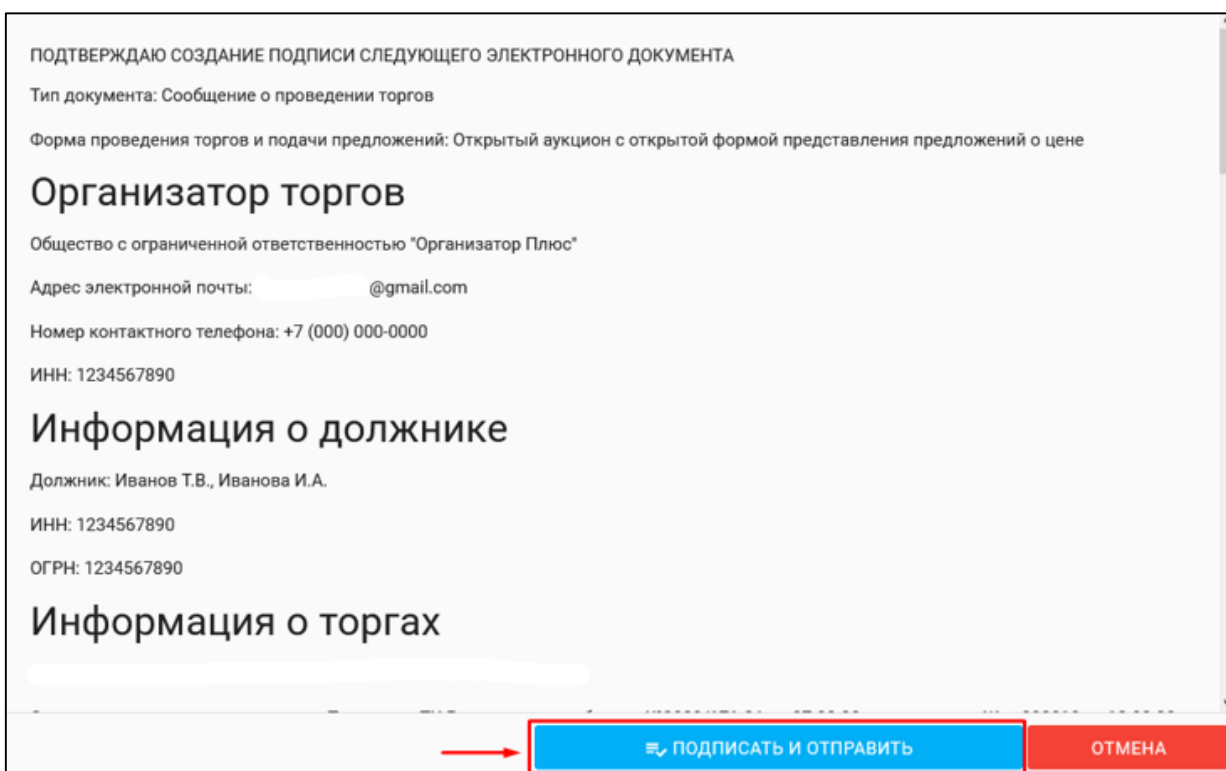 ПОДТВЕРЖДАЮ СОЗДАНИЕ ПОДПИСИ СЛЕДУЮЩЕГО ЭЛЕКТРОННОГО ДОКУМЕНТА
Тип документа: Сообщение о проведении торгов
Форма проведения торгов и подачи предложений: Открытый аукцион с открытой формой представления предложений о цене
Организатор торгов
Общество с ограниченной ответственностью "Организатор Плюс"
Адрес электронной почты: @gmail.com
Номер контактного телефона: +7 (000) 000-0000
ИНН: 1234567890
Информация о должнике
Должник: Иванов Т.В., Иванова И.А.
ИНН: 1234567890
ОГРН: 1234567890
Информация о торгах
ПОДПИСАТЬ И ОТПРАВИТЬ
ОТМЕНА